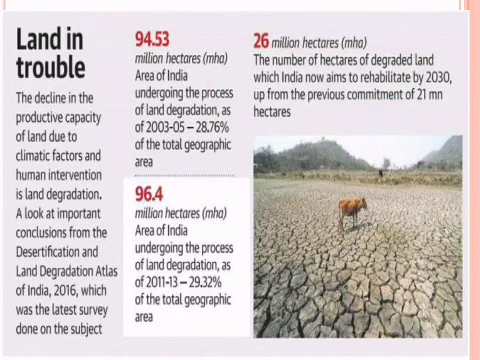 Land in
trouble
The decline in the
productive capacity
of land due to
climatic factors and
human intervention
is land degradation.
A look at important
conclusions from the
Desertification and
Land Degradation Atlas
of India, 2016, which
was the latest survey
done on the subject
94.53
million hectares (mha)
Area of India
undergoing the process
of land degradation, as
of 2003-05 – 28.76%
of the total geographic
area
96.4
million hectares (mha)
Area of India
undergoing the process
of land degradation, as
of 2011-13 – 29.32%
of the total geographic
area
26 million hectares (mha)
The number of hectares of degraded land
which India now aims to rehabilitate by 2030,
up from the previous commitment of 21 mn
hectares